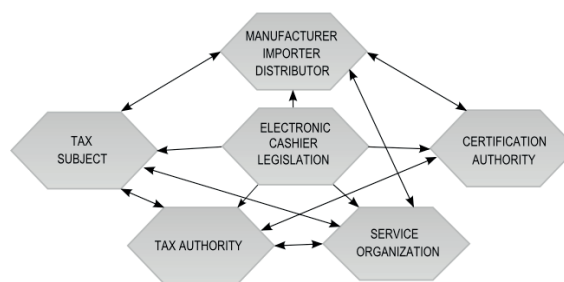 MANUFACTURER
IMPORTER
DISTRIBUTOR
ELECTRONIC
CASHIER
LEGISLATION
TAX
SUBJECT
CERTIFICATION
AUTHORITY
TAX AUTHORITY
SERVICE
ORGANIZATION